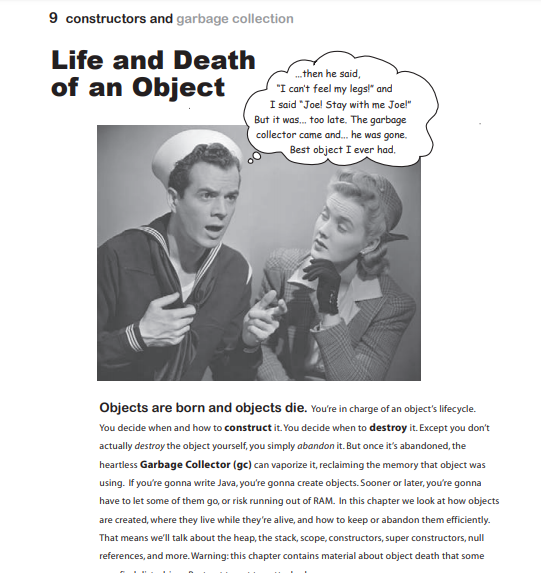 9 constructors and garbage collection
Life and Death
of an Object
...then he said,
"I can't feel my legs!" and
I said "Joe! Stay with me Joe!"
But it was... too late. The garbage
collector came and... he was gone.
Best object I ever had.
Objects are born and objects die. You're in charge of an object's lifecycle.
You decide when and how to construct it. You decide when to destroy it. Except you don't
actually destroy the object yourself, you simply abandon it. But once it's abandoned, the
heartless Garbage Collector (gc) can vaporize it, reclaiming the memory that object was
using. If you're gonna write Java, you're gonna create objects. Sooner or later, you're gonna
have to let some of them go, or risk running out of RAM. In this chapter we look at how objects
are created, where they live while they're alive, and how to keep or abandon them efficiently.
That means we'll talk about the heap, the stack, scope, constructors, super constructors, null
references, and more. Warning: this chapter contains material about object death that some